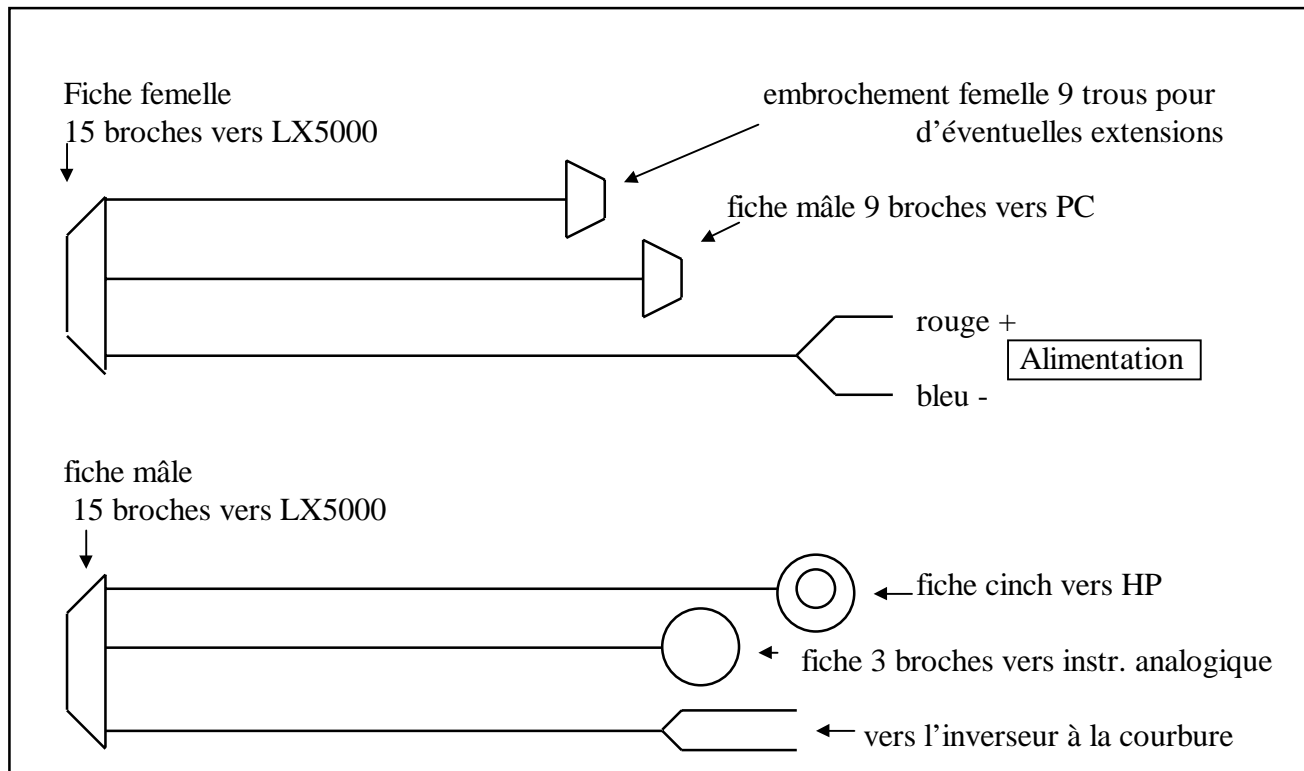 Fiche femelle
15 broches vers LX5000
embrochement femelle 9 trous pour
d’éventuelles extensions
fiche mâle 9 broches vers PC
rouge +
Alimentation
bleu -
fiche mâle
15 broches vers LX5000
fiche cinch vers HP
fiche 3 broches vers instr. analogique
vers l’inverseur à la courbure